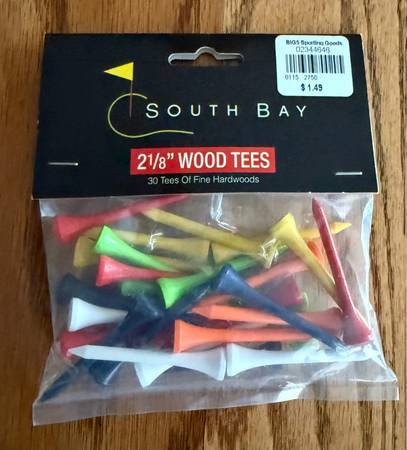 BIG5 Sporting Goods
02344646
0115 2750
$ 1.49
SOUTH BAY
2 1/8" WOOD TEES
30 Tees Of Fine Hardwoods